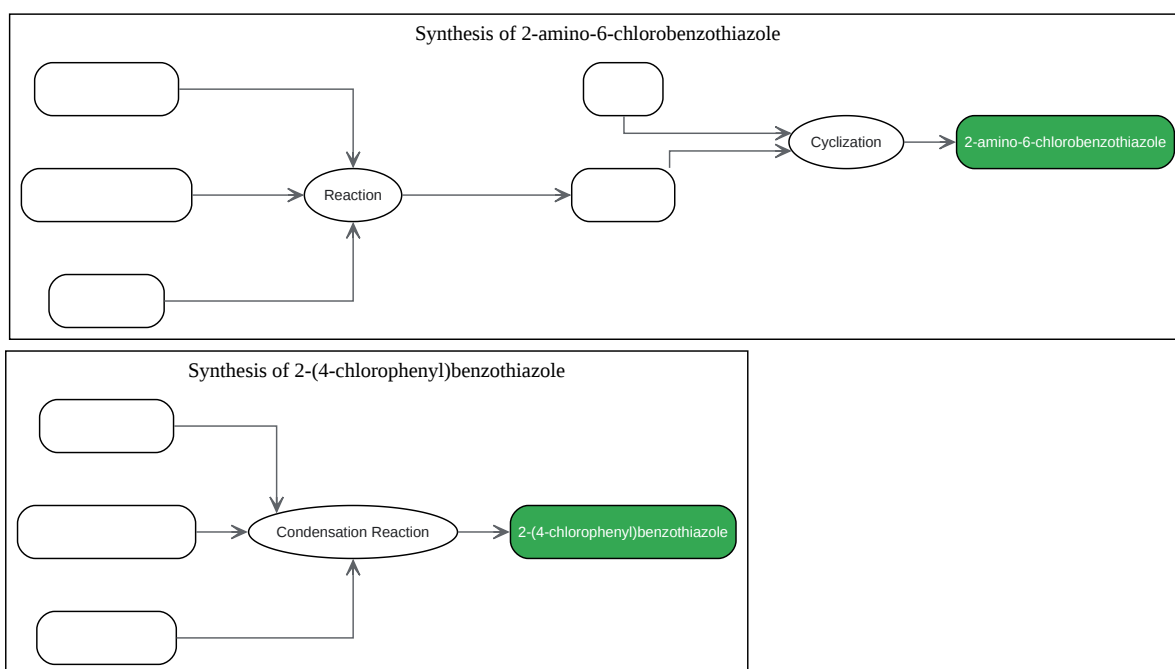 Synthesis of 2-amino-6-chlorobenzothiazole
Cyclization
2-amino-6-chlorobenzothiazole
Reaction
Synthesis of 2-(4-chlorophenyl)benzothiazole
Condensation Reaction
2-(4-chlorophenyl)benzothiazole